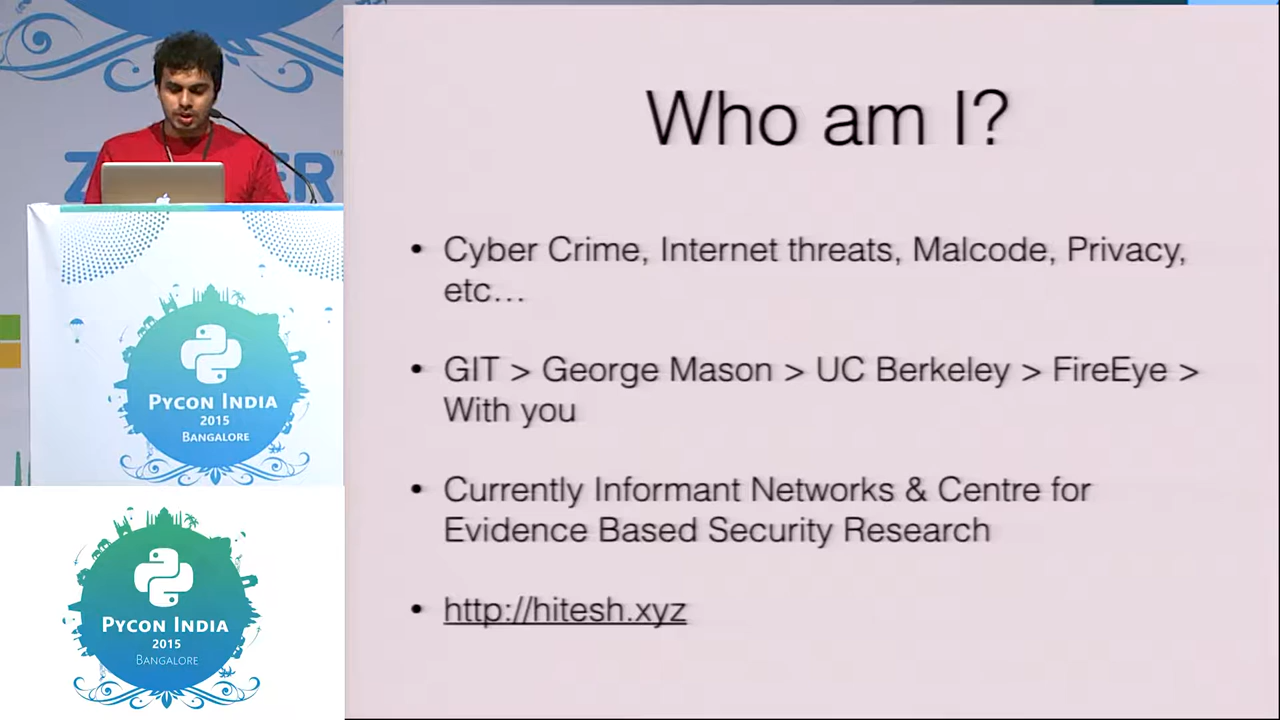 Who am I?
• Cyber Crime, Internet threats, Malcode, Privacy,
etc…
• GIT > George Mason > UC Berkeley > FireEye >
With you
• Currently Informant Networks & Centre for
Evidence Based Security Research
• http://hitesh.xyz
PYCON INDIA
2015
BANGALORE
PYCON INDIA
2015
BANGALORE